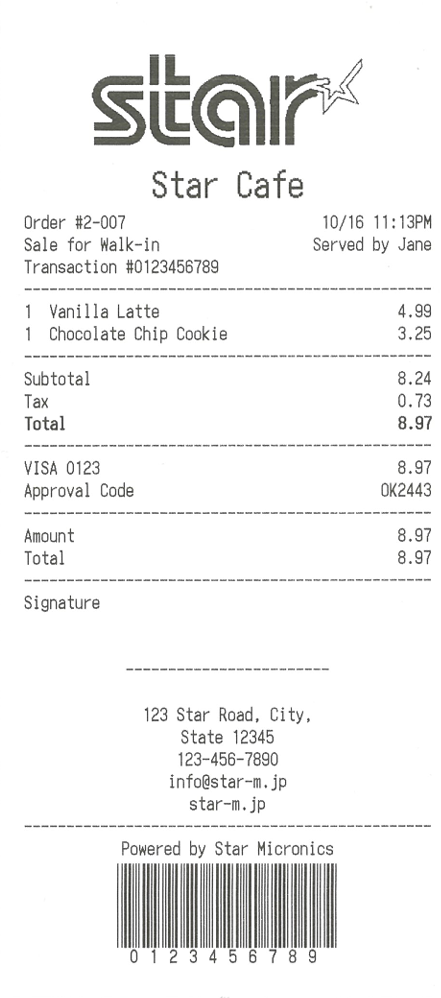 star
Star Cafe
Order #2-007 10/16 11:13PM
Sale for Walk-in Served by Jane
Transaction #0123456789
1 Vanilla Latte 4.99
1 Chocolate Chip Cookie 3.25
Subtotal 8.24
Tax 0.73
Total 8.97
VISA 0123 8.97
Approval Code OK2443
Amount 8.97
Total 8.97
Signature
123 Star Road, City,
State 12345
123-456-7890
info@star-m.jp
star-m.jp
Powered by Star Micronics
0 1 2 3 4 5 6 7 8 9